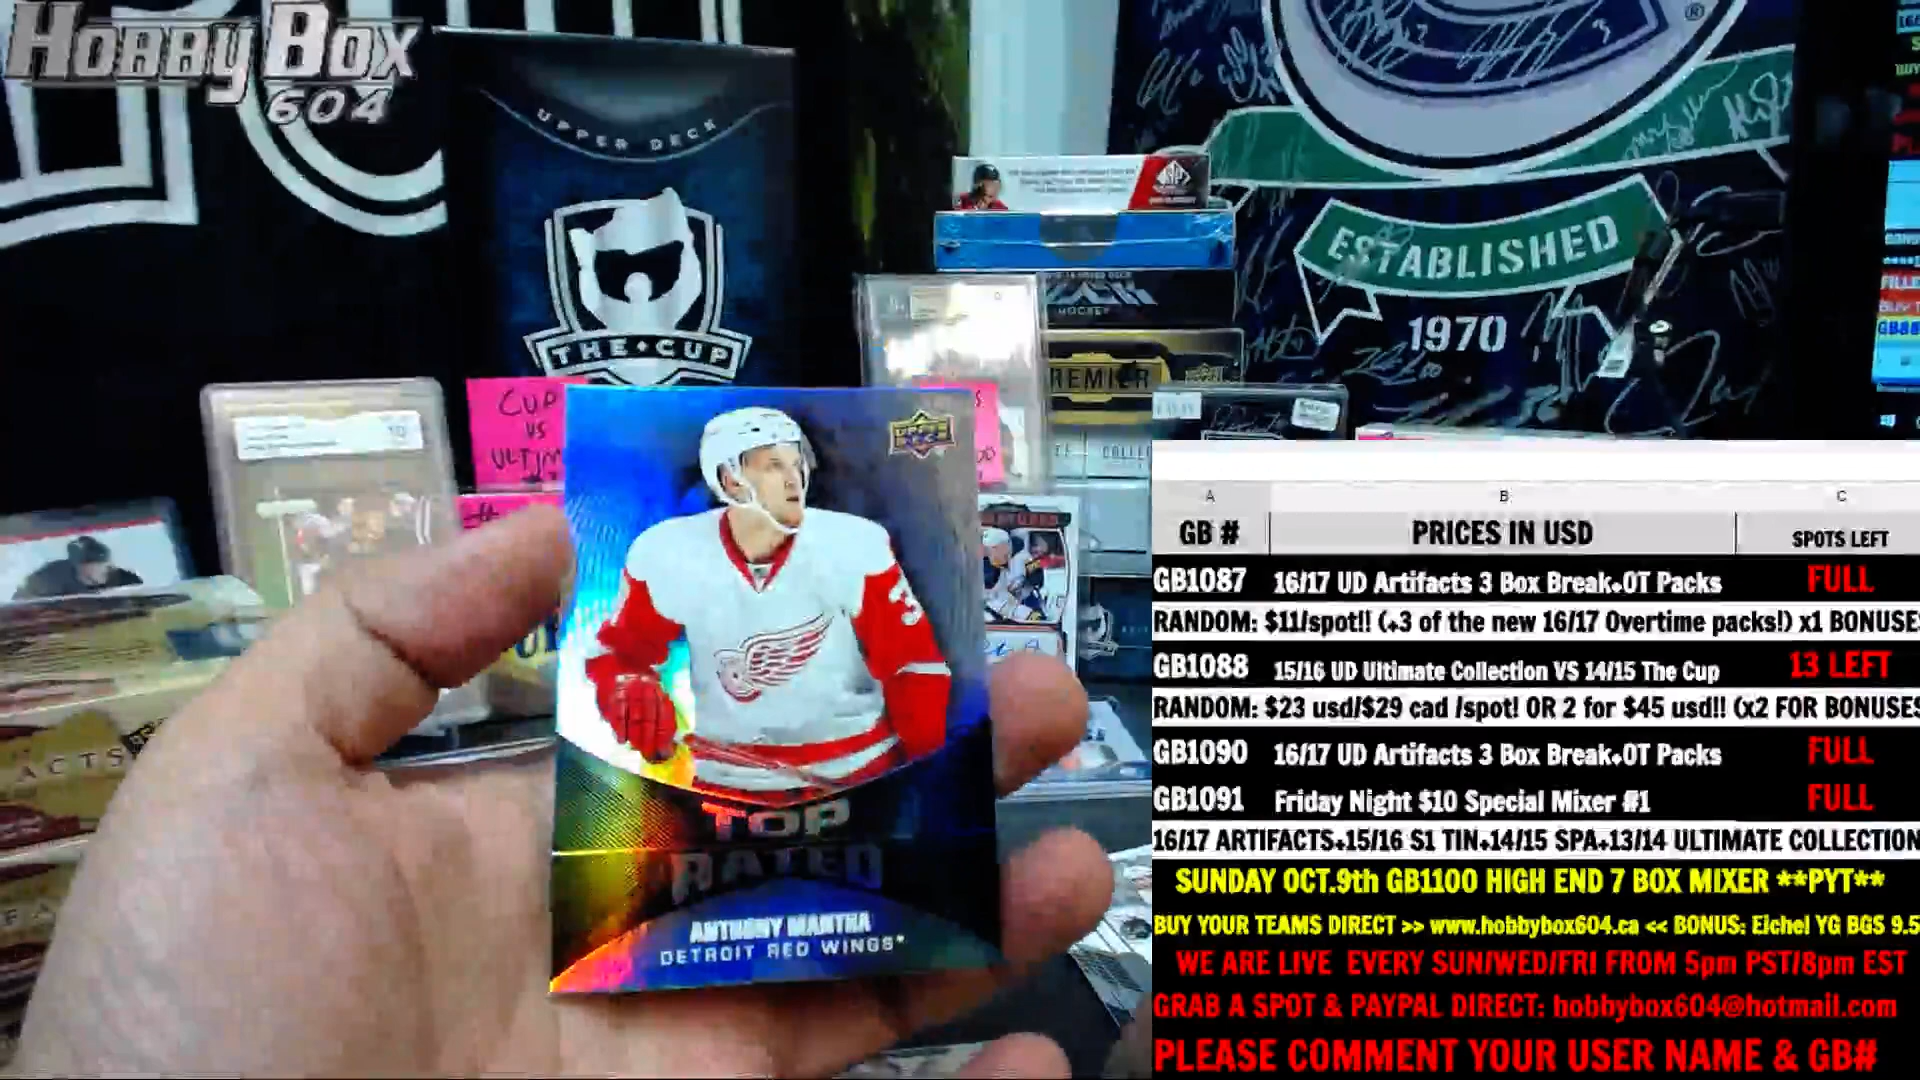 HOBBY BOX
604
UPPER DECK
THE CUP
ESTABLISHED
1970
HOCKEY
CUP
VS
PREMIER
UPPER
DECK
TOP
RATED
ANTHONY MANTHA
DETROIT RED WINGS
A B C
GB # PRICES IN USD SPOTS LEFT
GB1087 16/17 UD Artifacts 3 Box Break+OT Packs FULL
RANDOM: $11/spot!! (+3 of the new 16/17 Overtime packs!) x1 BONUSES
GB1088 15/16 UD Ultimate Collection VS 14/15 The Cup 13 LEFT
RANDOM: $23 usd/$29 cad /spot! OR 2 for $45 usd!! (x2 FOR BONUSES
GB1090 16/17 UD Artifacts 3 Box Break+OT Packs FULL
GB1091 Friday Night $10 Special Mixer #1 FULL
16/17 ARTIFACTS+15/16 S1 TIN+14/15 SPA+13/14 ULTIMATE COLLECTION
SUNDAY OCT.9th GB1100 HIGH END 7 BOX MIXER **PYT**
BUY YOUR TEAMS DIRECT >> www.hobbybox604.ca << BONUS: Eichel YG BGS 9.5
WE ARE LIVE EVERY SUN/WED/FRI FROM 5pm PST/8pm EST
GRAB A SPOT & PAYPAL DIRECT: hobbybox604@hotmail.com
PLEASE COMMENT YOUR USER NAME & GB#